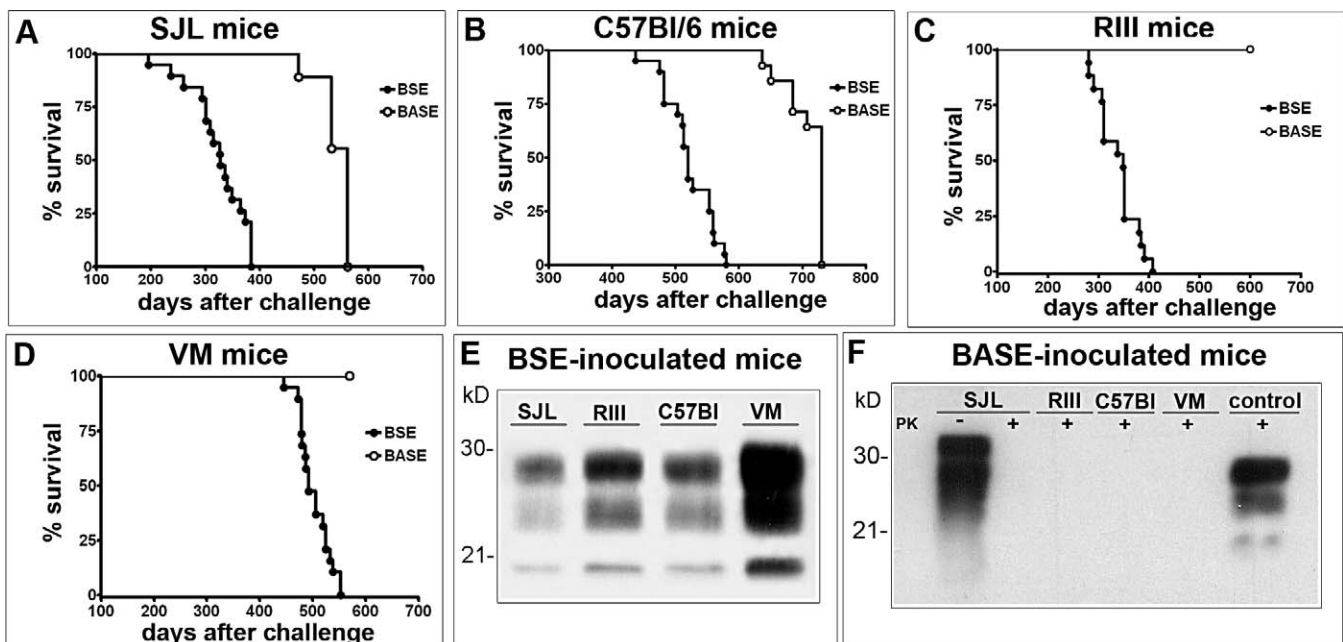 A SJL mice
100
75
50
25
0
% survival
BSE
BASE
100 200 300 400 500 600 700
days after challenge
B C57Bl/6 mice
100
75
50
25
0
% survival
BSE
BASE
300 400 500 600 700 800
days after challenge
C RIII mice
100
75
50
25
0
% survival
BSE
BASE
100 200 300 400 500 600 700
days after challenge
D VM mice
100
75
50
25
0
% survival
BSE
BASE
100 200 300 400 500 600 700
days after challenge
E BSE-inoculated mice
kD
SJL RIII C57Bl VM
30-
21-
F BASE-inoculated mice
kD
SJL RIII C57Bl VM control
PK - + + + + +
30-
21-